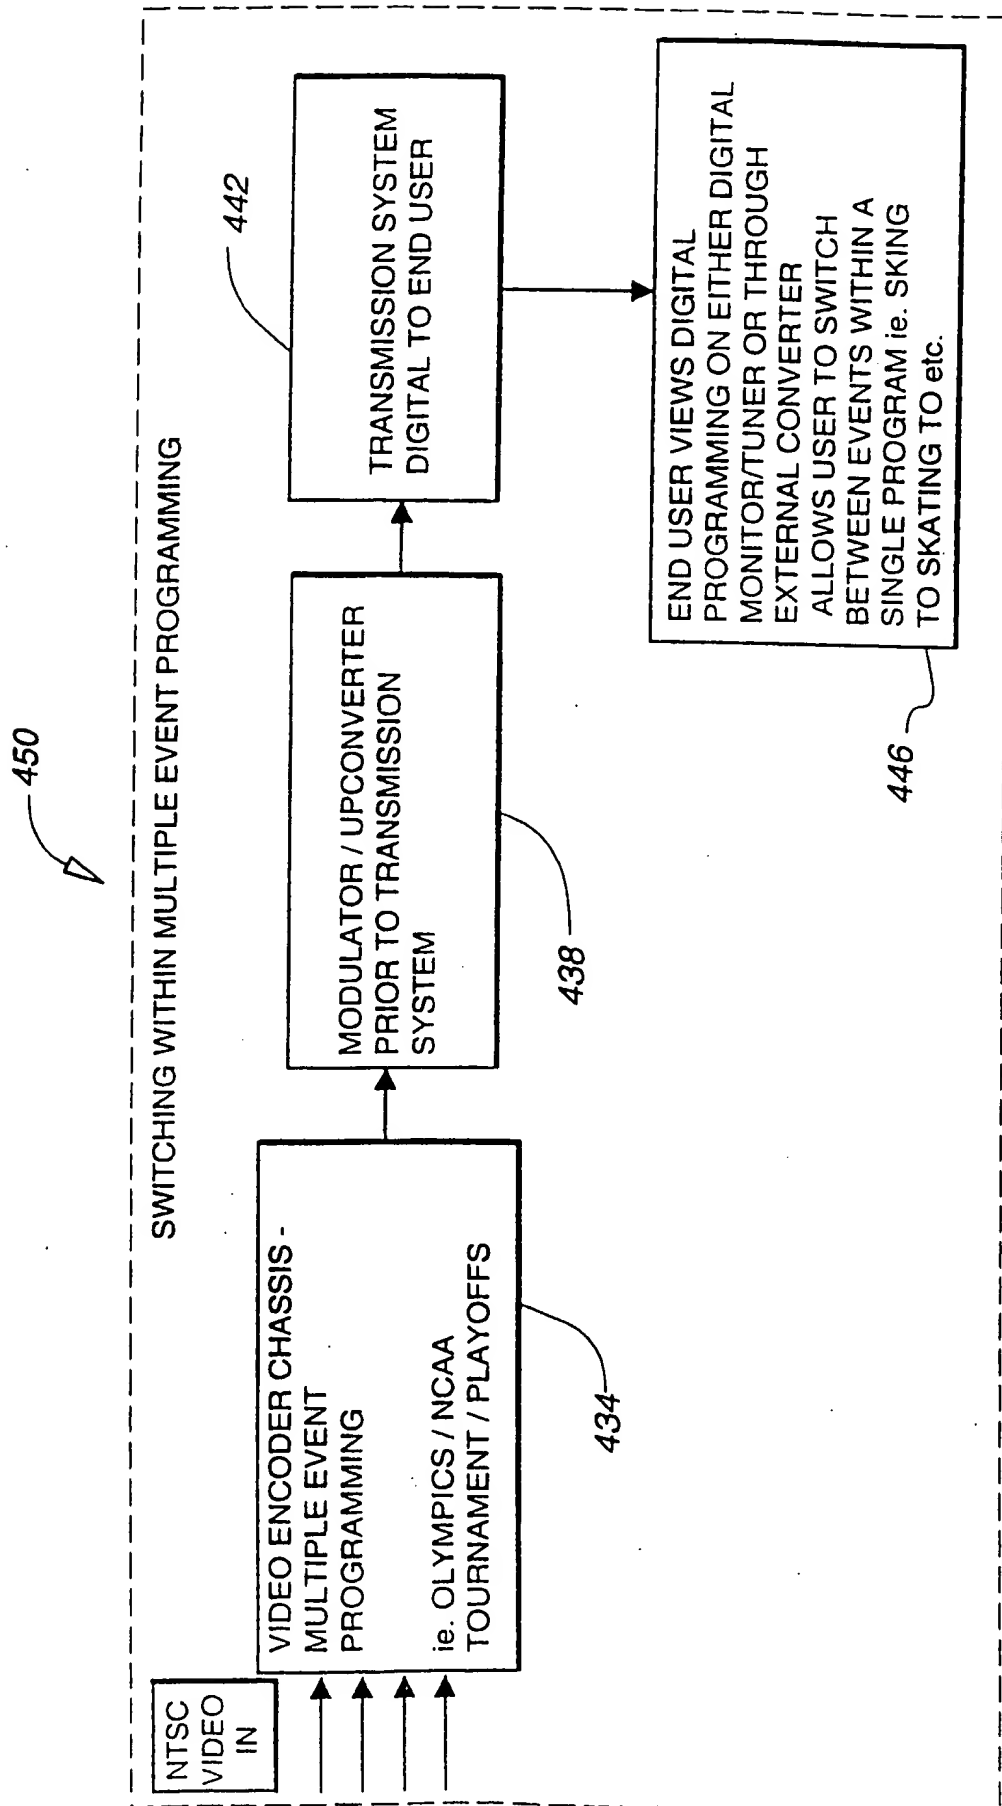 450
SWITCHING WITHIN MULTIPLE EVENT PROGRAMMING
NTSC
VIDEO
IN
VIDEO ENCODER CHASSIS -
MULTIPLE EVENT
PROGRAMMING
ie. OLYMPICS / NCAA
TOURNAMENT / PLAYOFFS
434
MODULATOR / UPCONVERTER
PRIOR TO TRANSMISSION
SYSTEM
438
TRANSMISSION SYSTEM
DIGITAL TO END USER
442
END USER VIEWS DIGITAL
PROGRAMMING ON EITHER DIGITAL
MONITOR/TUNER OR THROUGH
EXTERNAL CONVERTER
ALLOWS USER TO SWITCH
BETWEEN EVENTS WITHIN A
SINGLE PROGRAM ie. SKING
TO SKATING TO etc.
446